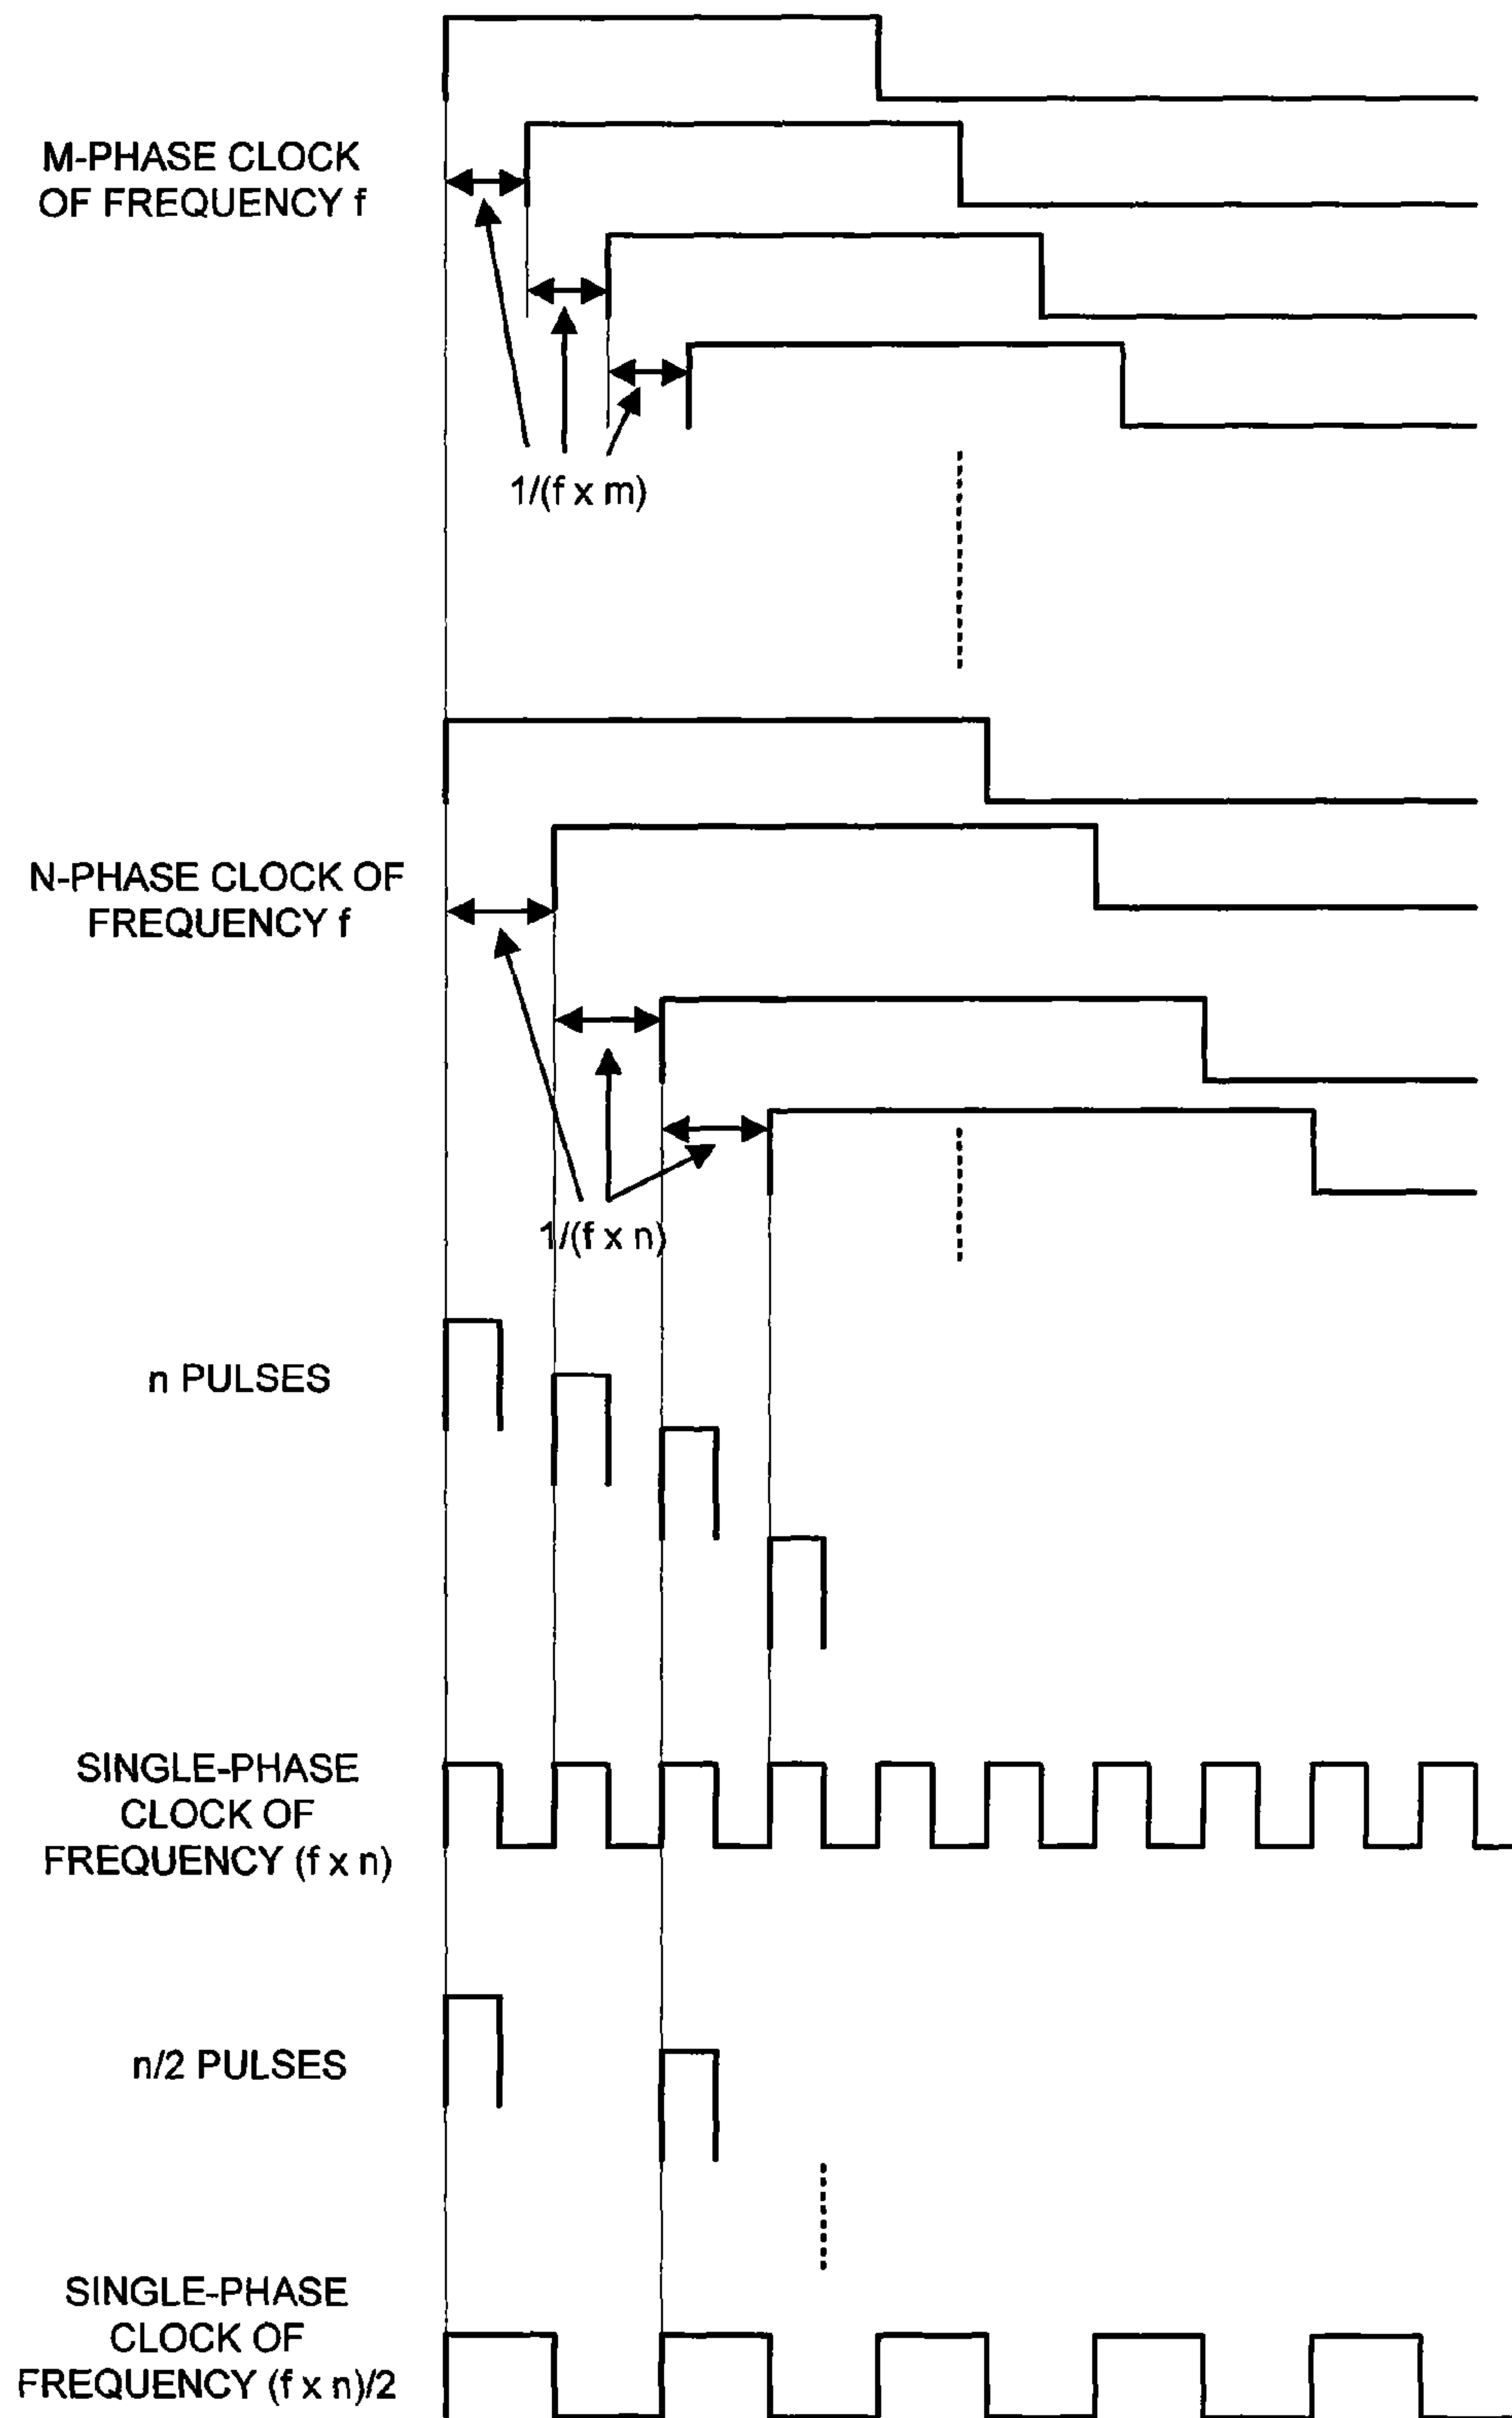 M-PHASE CLOCK
OF FREQUENCY f
1/(f x m)
N-PHASE CLOCK OF
FREQUENCY f
1/(f x n)
n PULSES
SINGLE-PHASE
CLOCK OF
FREQUENCY (f x n)
n/2 PULSES
SINGLE-PHASE
CLOCK OF
FREQUENCY (f x n)/2